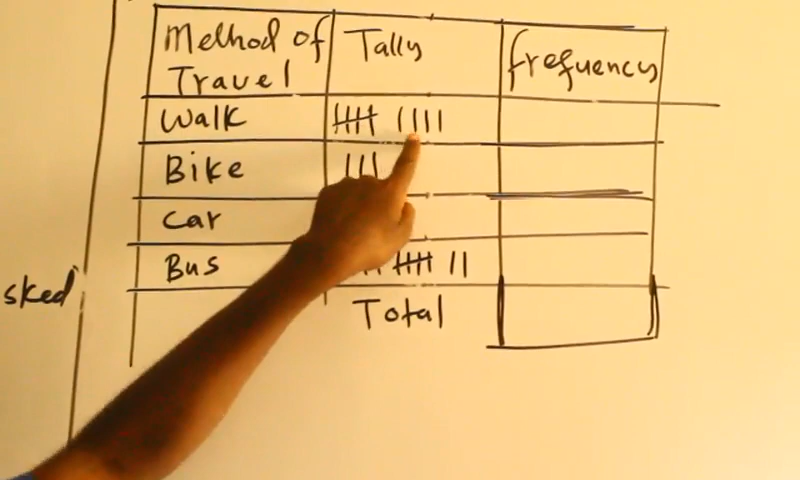 Method of Travel Tally frequency
Walk
Bike
Car
Bus
Total
sked